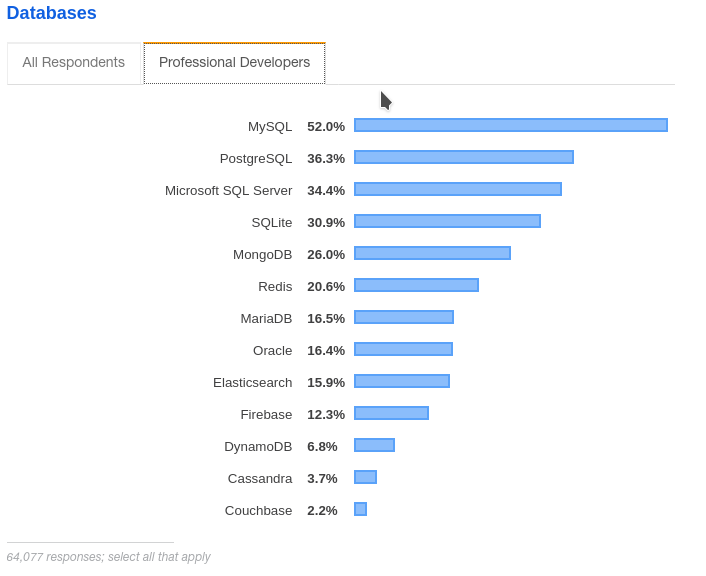 Databases
All Respondents Professional Developers
MySQL 52.0%
PostgreSQL 36.3%
Microsoft SQL Server 34.4%
SQLite 30.9%
MongoDB 26.0%
Redis 20.6%
MariaDB 16.5%
Oracle 16.4%
Elasticsearch 15.9%
Firebase 12.3%
DynamoDB 6.8%
Cassandra 3.7%
Couchbase 2.2%
64,077 responses; select all that apply